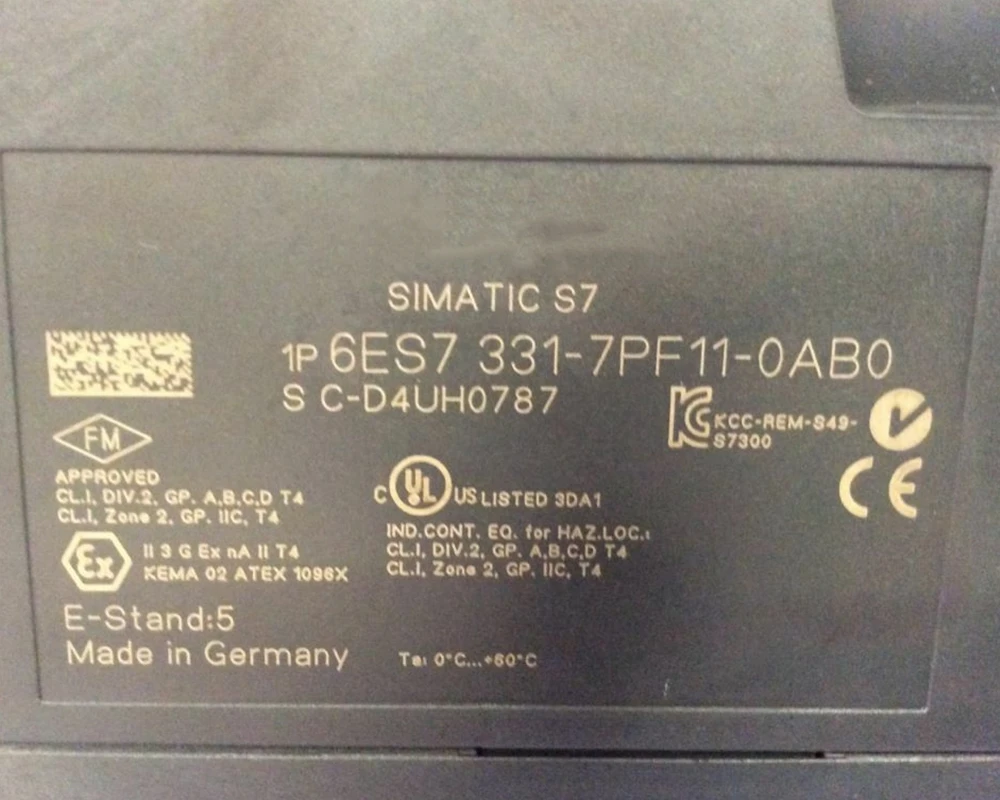 SIMATIC S7
1P 6ES7 331-7PF11-0AB0
S C-D4UH0787
KCC-REM-S49-
S7300
FM
APPROVED
CL.I, DIV.2, GP. A,B,C,D T4
CL.I, Zone 2, GP. IIC, T4
C UL US LISTED 3DA1
IND.CONT. EQ. for HAZ.LOC.:
CL.I, DIV.2, GP. A,B,C,D T4
CL.I, Zone 2, GP. IIC, T4
CE
Ex
II 3 G Ex nA II T4
KEMA 02 ATEX 1096X
E-Stand:5
Made in Germany
Ta: 0°C...+60°C